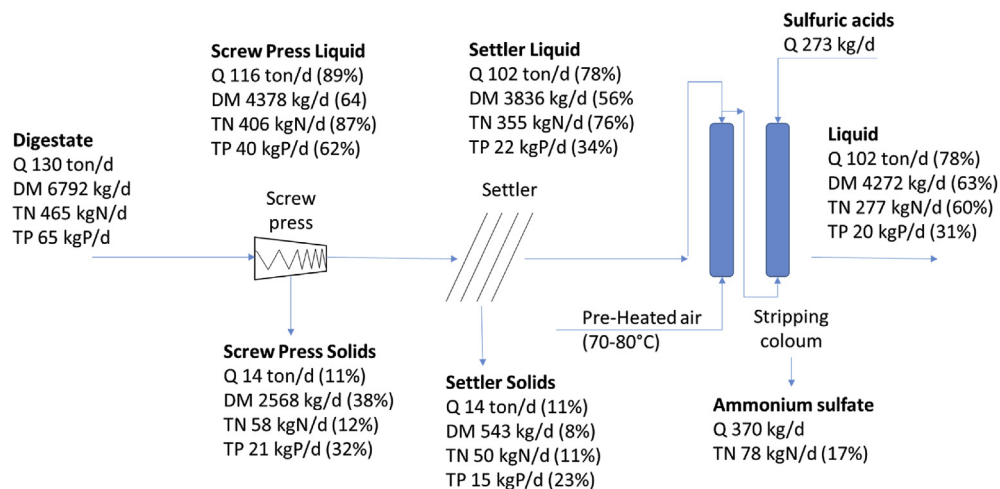 Digestate
Q 130 ton/d
DM 6792 kg/d
TN 465 kgN/d
TP 65 kgP/d
Screw Press Liquid
Q 116 ton/d (89%)
DM 4378 kg/d (64)
TN 406 kgN/d (87%)
TP 40 kgP/d (62%)
Screw
press
Screw Press Solids
Q 14 ton/d (11%)
DM 2568 kg/d (38%)
TN 58 kgN/d (12%)
TP 21 kgP/d (32%)
Settler Liquid
Q 102 ton/d (78%)
DM 3836 kg/d (56%
TN 355 kgN/d (76%)
TP 22 kgP/d (34%)
Settler
Settler Solids
Q 14 ton/d (11%)
DM 543 kg/d (8%)
TN 50 kgN/d (11%)
TP 15 kgP/d (23%)
Sulfuric acids
Q 273 kg/d
Pre-Heated air
(70-80°C)
Stripping
coloum
Liquid
Q 102 ton/d (78%)
DM 4272 kg/d (63%)
TN 277 kgN/d (60%)
TP 20 kgP/d (31%)
Ammonium sulfate
Q 370 kg/d
TN 78 kgN/d (17%)